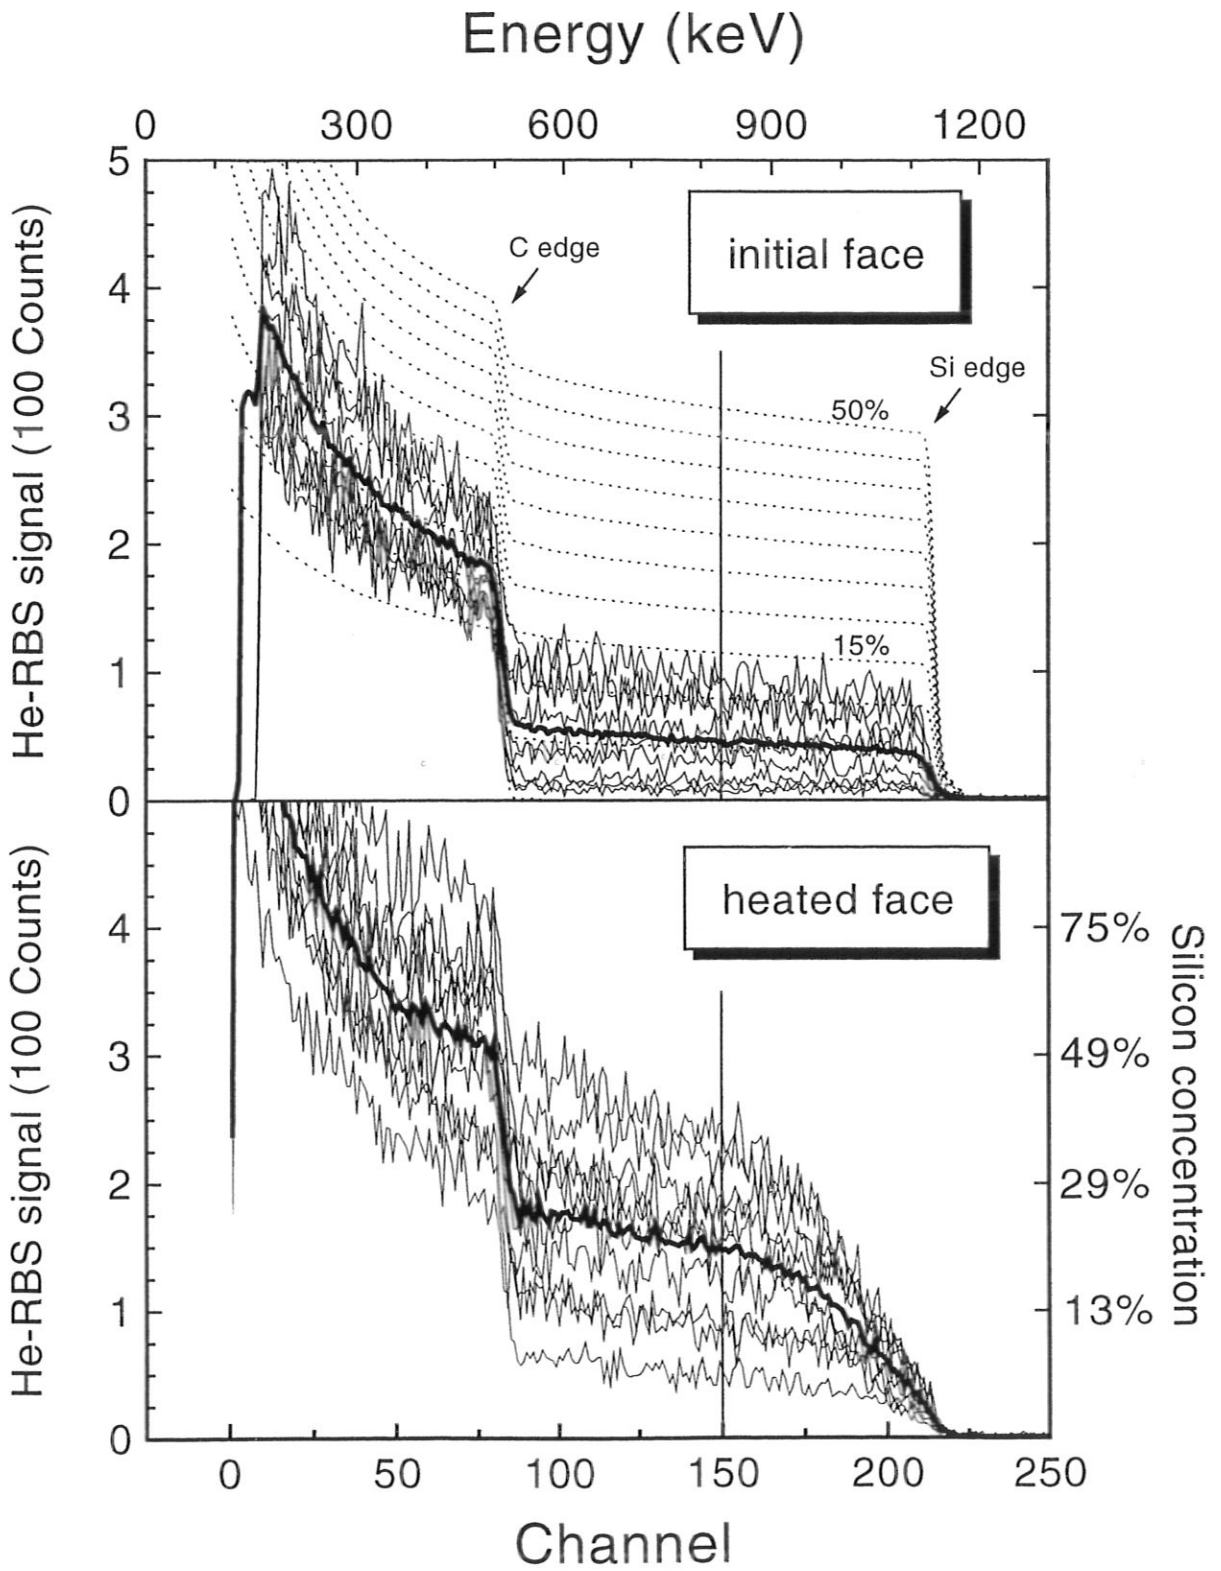 Energy (keV)
0 300 600 900 1200
5
4
3
2
1
0
He-RBS signal (100 Counts)
initial face
C edge
Si edge
50%
15%
4
3
2
1
0
He-RBS signal (100 Counts)
heated face
75%
49%
29%
13%
Silicon concentration
0 50 100 150 200 250
Channel